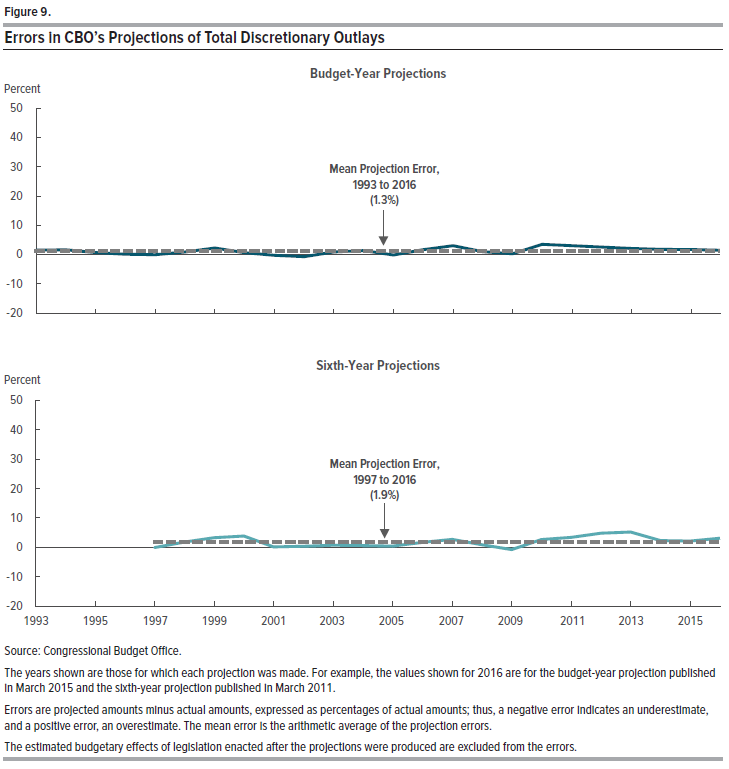 Figure 9.
Errors in CBO's Projections of Total Discretionary Outlays
Budget-Year Projections
Percent
50
40
30
20
10
0
-10
-20
Mean Projection Error,
1993 to 2016
(1.3%)
Sixth-Year Projections
Percent
50
40
30
20
10
0
-10
-20
Mean Projection Error,
1997 to 2016
(1.9%)
1993 1995 1997 1999 2001 2003 2005 2007 2009 2011 2013 2015
Source: Congressional Budget Office.
The years shown are those for which each projection was made. For example, the values shown for 2016 are for the budget-year projection published
in March 2015 and the sixth-year projection published in March 2011.
Errors are projected amounts minus actual amounts, expressed as percentages of actual amounts; thus, a negative error indicates an underestimate,
and a positive error, an overestimate. The mean error is the arithmetic average of the projection errors.
The estimated budgetary effects of legislation enacted after the projections were produced are excluded from the errors.